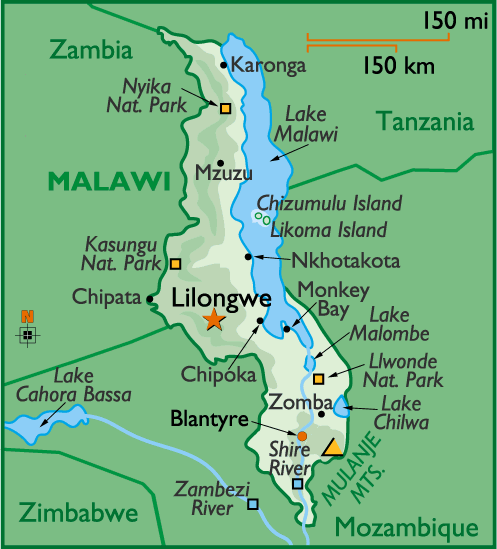 150 mi
150 km
Zambia
Karonga
Nyika
Nat. Park
Lake
Malawi
Tanzania
Mzuzu
MALAWI
Chizumulu Island
Likoma Island
Kasungu
Nat. Park
Nkhotakota
Chipata
Lilongwe
Monkey
Bay
N
Lake
Malombe
Chipoka
LIwonde
Nat. Park
Lake
Cahora Bassa
Zomba
Lake
Chilwa
Blantyre
Shire
River
MULANJE
MTS.
Zambezi
River
Zimbabwe
Mozambique